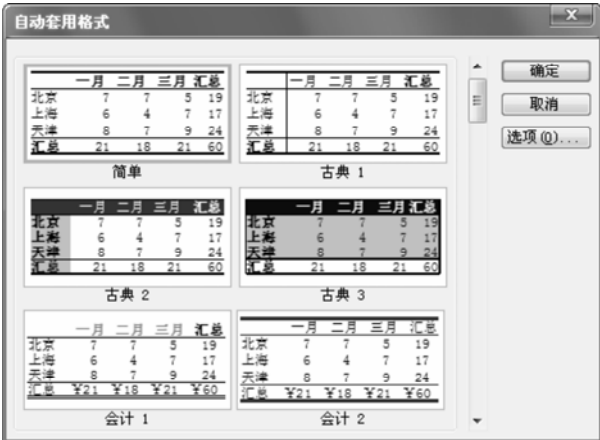 自动套用格式
一月 二月 三月 汇总
北京 7 7 5 19
上海 6 4 7 17
天津 8 7 9 24
汇总 21 18 21 60
简单
一月 二月 三月 汇总
北京 7 7 5 19
上海 6 4 7 17
天津 8 7 9 24
汇总 21 18 21 60
古典 1
一月 二月 三月 汇总
北京 7 7 5 19
上海 6 4 7 17
天津 8 7 9 24
汇总 21 18 21 60
古典 2
一月 二月 三月 汇总
北京 7 7 5 19
上海 6 4 7 17
天津 8 7 9 24
汇总 21 18 21 60
古典 3
一月 二月 三月 汇总
北京 7 7 5 19
上海 6 4 7 17
天津 8 7 9 24
汇总 ¥21 ¥18 ¥21 ¥60
会计 1
一月 二月 三月 汇总
北京 7 7 5 19
上海 6 4 7 17
天津 8 7 9 24
汇总 ¥21 ¥18 ¥21 ¥60
会计 2
确定
取消
选项(O)...